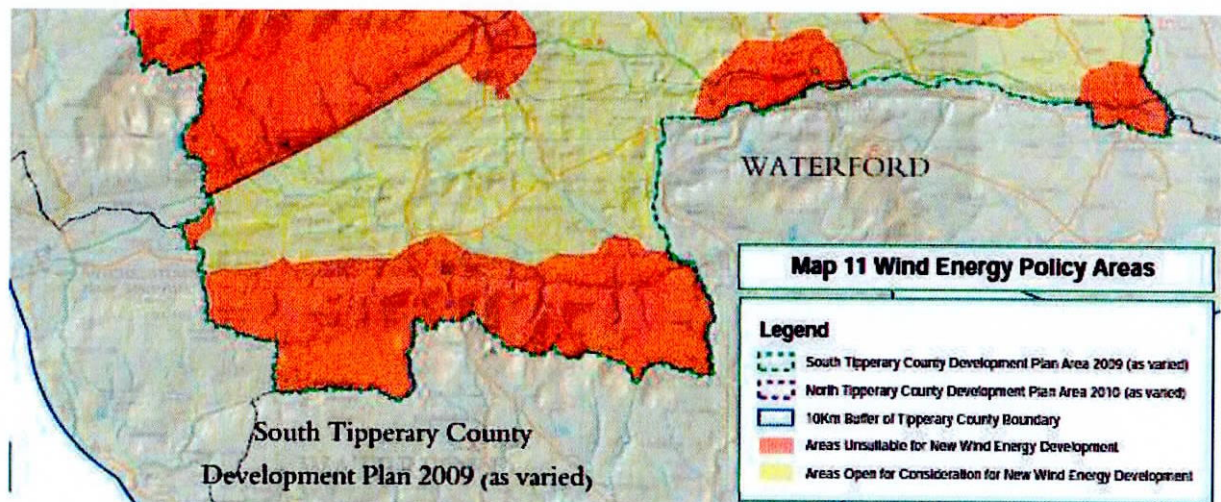 WATERFORD
Map 11 Wind Energy Policy Areas
Legend
South Tipperary County Development Plan Area 2009 (as varied)
North Tipperary County Development Plan Area 2010 (as varied)
10Km Buffer of Tipperary County Boundary
Areas Unsuitable for New Wind Energy Development
Areas Open for Consideration for New Wind Energy Development
South Tipperary County
Development Plan 2009 (as varied)